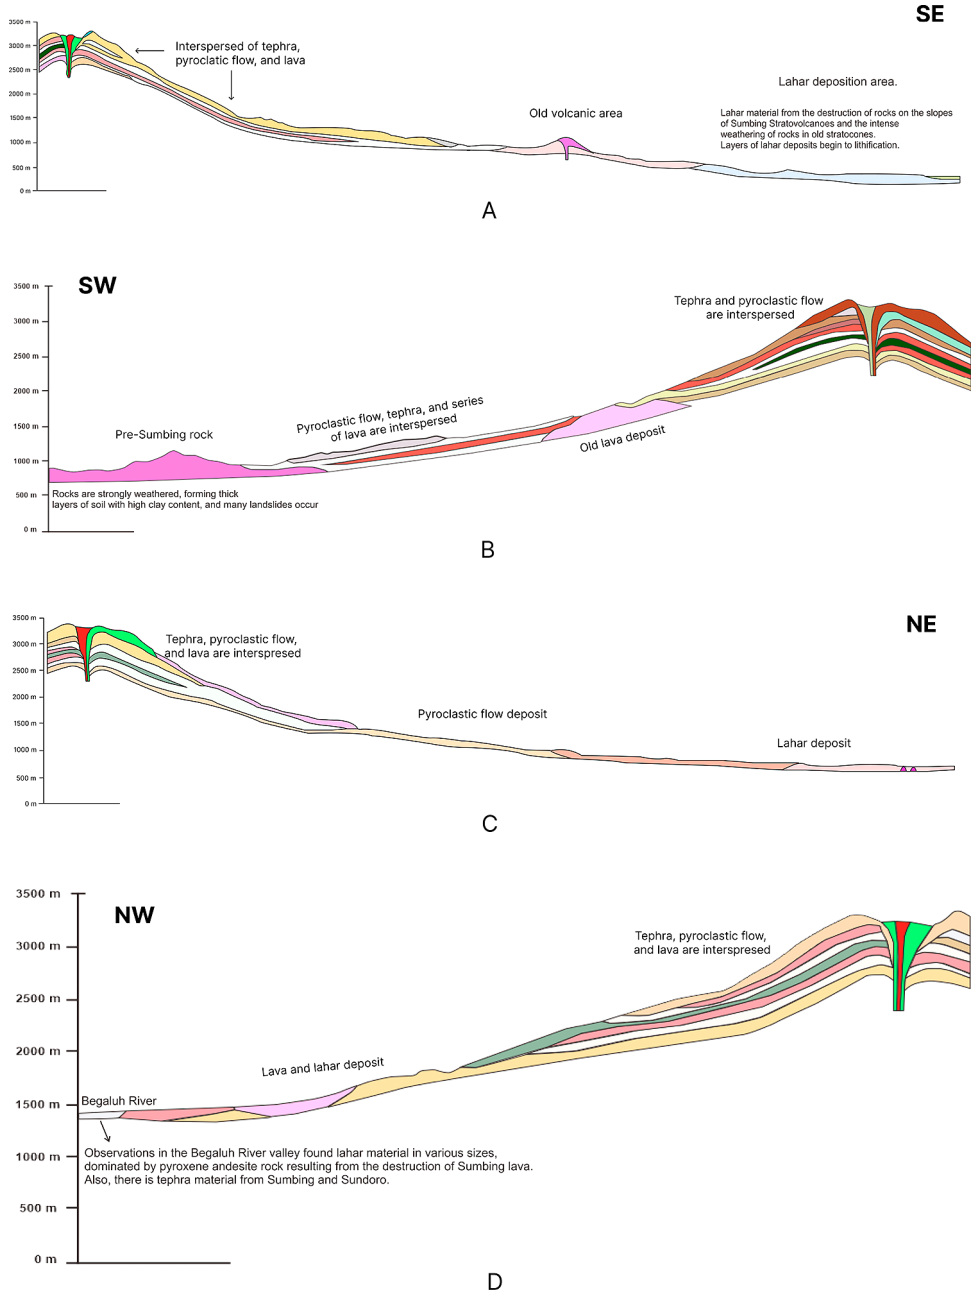 SE
3500 m
3000 m
2500 m
2000 m
1500 m
1000 m
500 m
0 m
Interspersed of tephra,
pyroclatic flow, and lava
Old volcanic area
Lahar deposition area.
Lahar material from the destruction of rocks on the slopes
of Sumbing Stratovolcanoes and the intense
weathering of rocks in old stratocones.
Layers of lahar deposits begin to lithification.
A
SW
3500 m
3000 m
2500 m
2000 m
1500 m
1000 m
500 m
0 m
Tephra and pyroclastic flow
are interspersed
Pyroclastic flow, tephra, and series
of lava are interspersed
Old lava deposit
Pre-Sumbing rock
Rocks are strongly weathered, forming thick
layers of soil with high clay content, and many landslides occur
B
NE
3500 m
3000 m
2500 m
2000 m
1500 m
1000 m
500 m
0 m
Tephra, pyroclastic flow,
and lava are interspresed
Pyroclastic flow deposit
Lahar deposit
C
NW
3500 m
3000 m
2500 m
2000 m
1500 m
1000 m
500 m
0 m
Tephra, pyroclastic flow,
and lava are interspresed
Lava and lahar deposit
Begaluh River
Observations in the Begaluh River valley found lahar material in various sizes,
dominated by pyroxene andesite rock resulting from the destruction of Sumbing lava.
Also, there is tephra material from Sumbing and Sundoro.
D